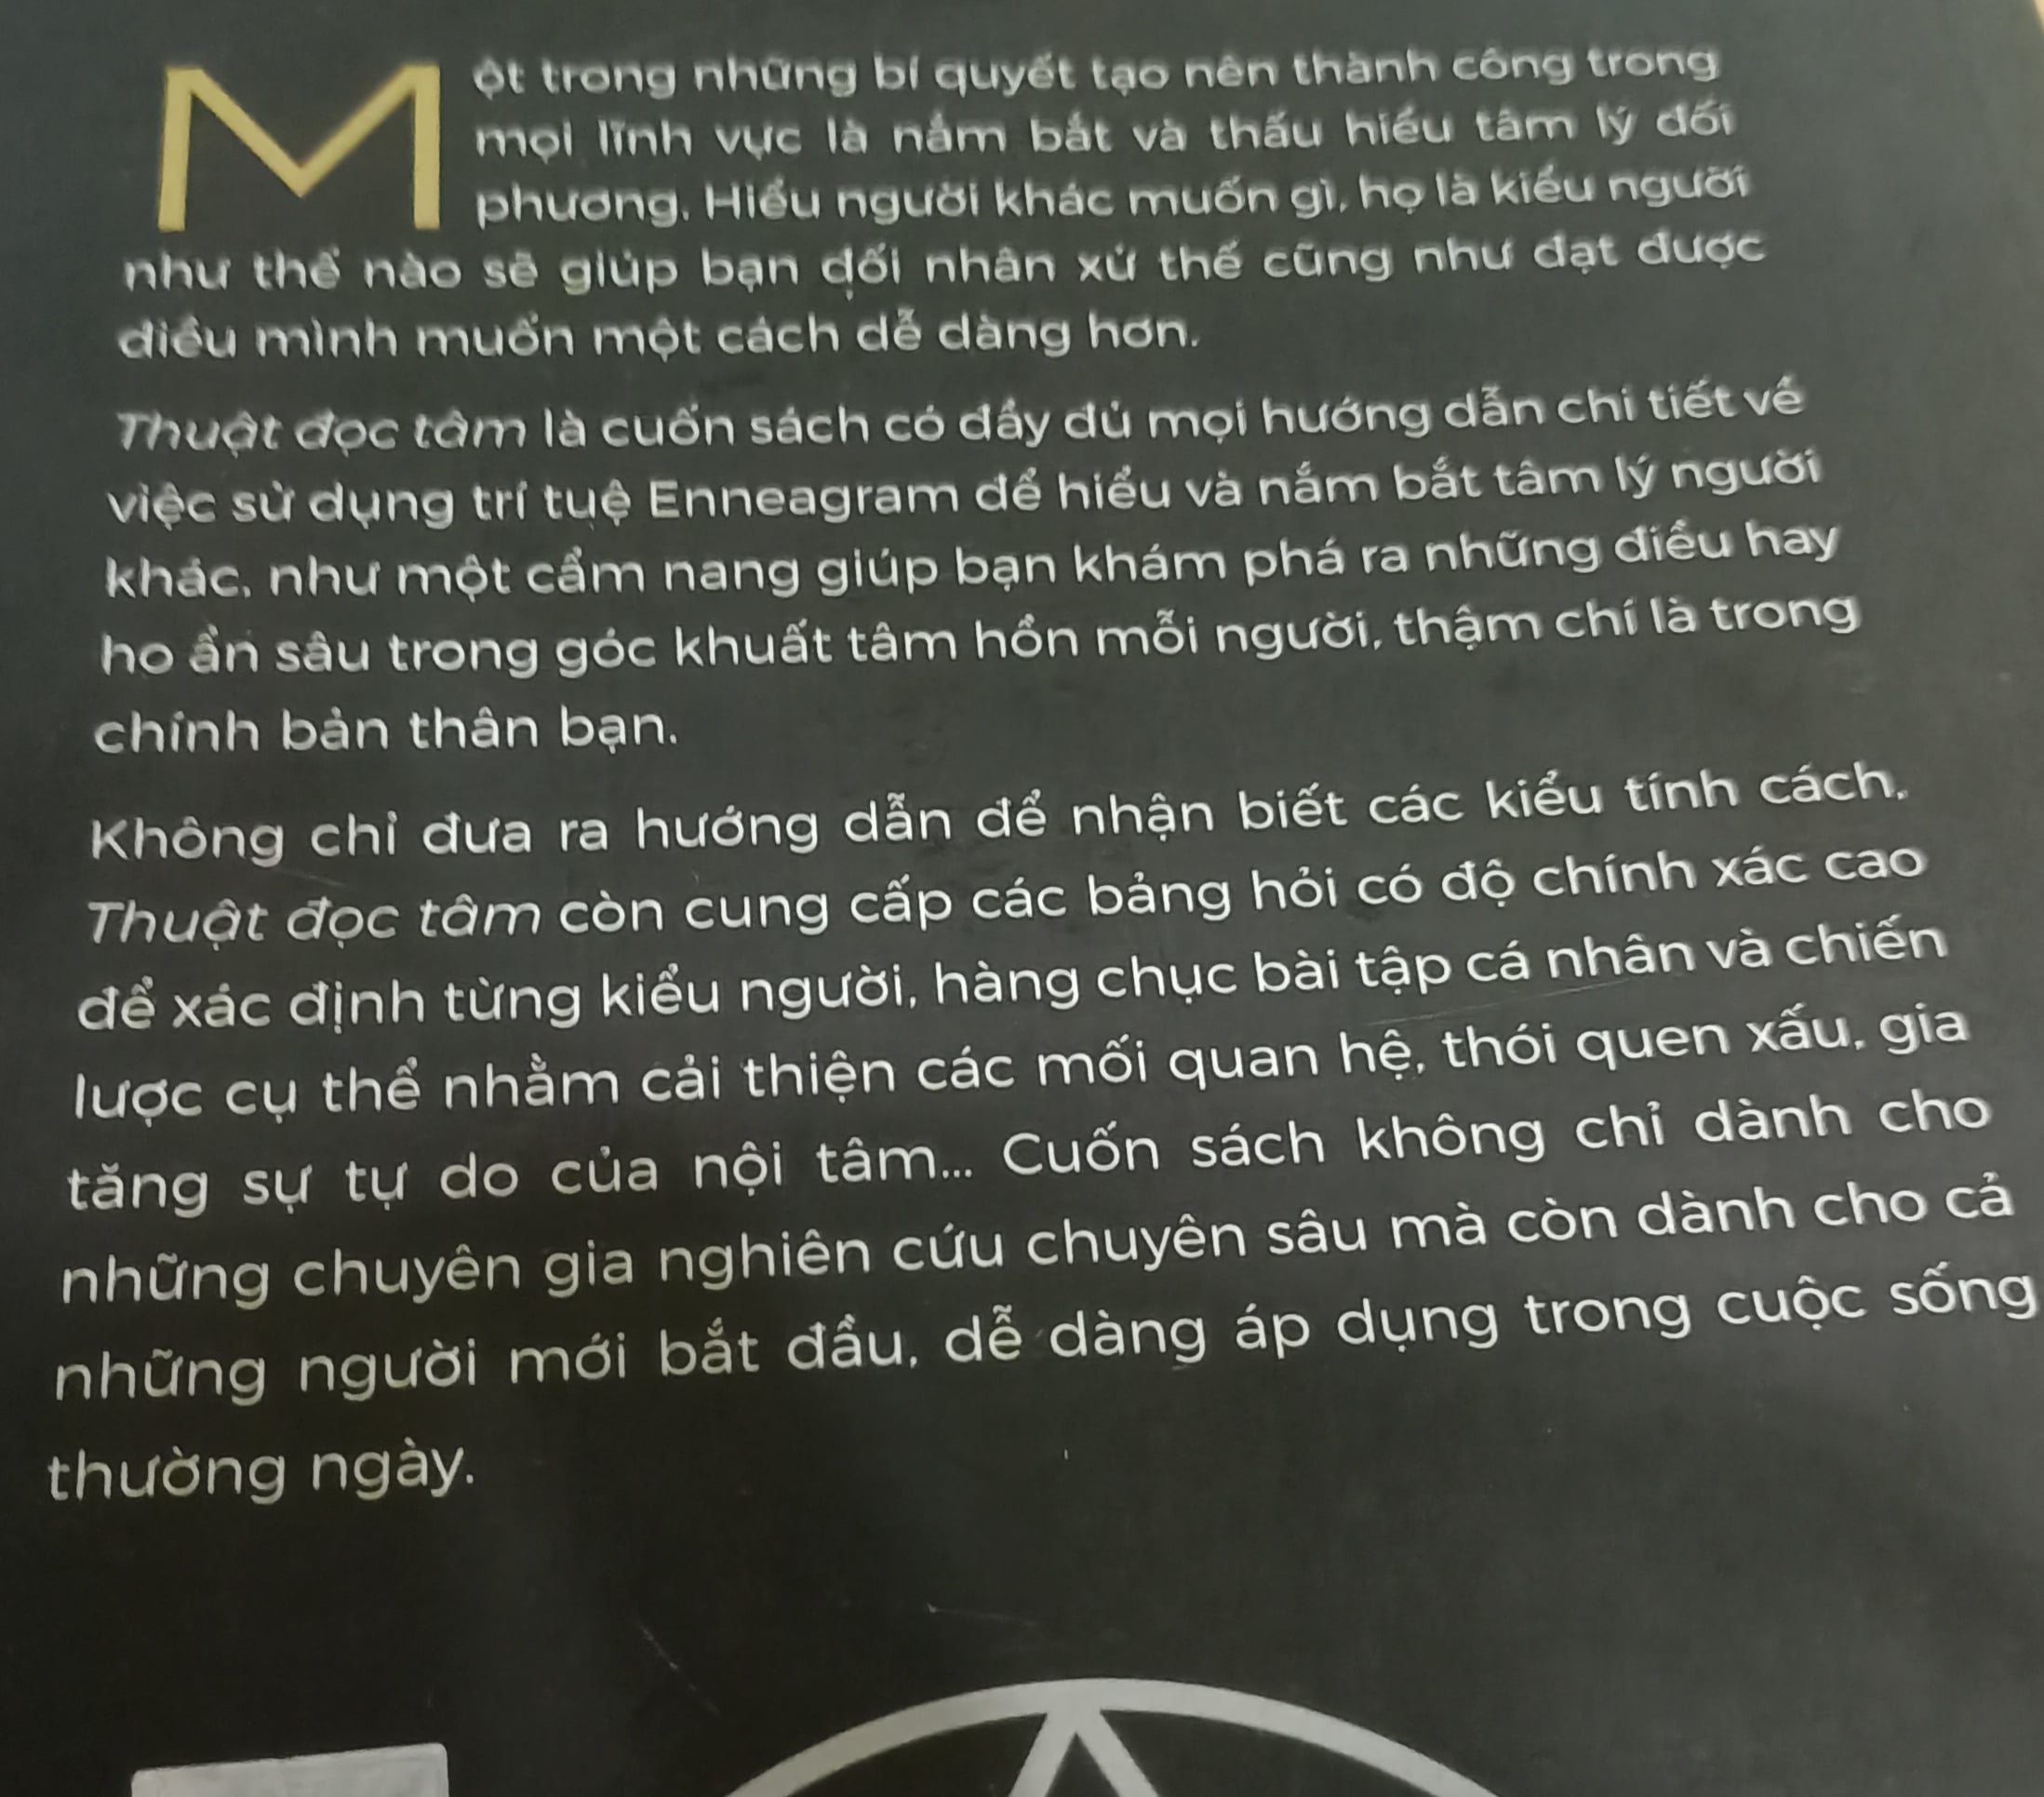 Một trong những bí quyết tạo nên thành công trong
mọi lĩnh vực là nắm bắt và thấu hiểu tâm lý đối
phương. Hiểu người khác muốn gì, họ là kiểu người
như thế nào sẽ giúp bạn đối nhân xử thế cũng như đạt được
điều mình muốn một cách dễ dàng hơn.
Thuật đọc tâm là cuốn sách có đầy đủ mọi hướng dẫn chi tiết về
việc sử dụng trí tuệ Enneagram để hiểu và nắm bắt tâm lý người
khác, như một cẩm nang giúp bạn khám phá ra những điều hay
ho ẩn sâu trong góc khuất tâm hồn mỗi người, thậm chí là trong
chính bản thân bạn.
Không chỉ đưa ra hướng dẫn để nhận biết các kiểu tính cách,
Thuật đọc tâm còn cung cấp các bảng hỏi có độ chính xác cao
để xác định từng kiểu người, hàng chục bài tập cá nhân và chiến
lược cụ thể nhằm cải thiện các mối quan hệ, thói quen xấu, gia
tăng sự tự do của nội tâm... Cuốn sách không chỉ dành cho
những chuyên gia nghiên cứu chuyên sâu mà còn dành cho cả
những người mới bắt đầu, dễ dàng áp dụng trong cuộc sống
thường ngày.